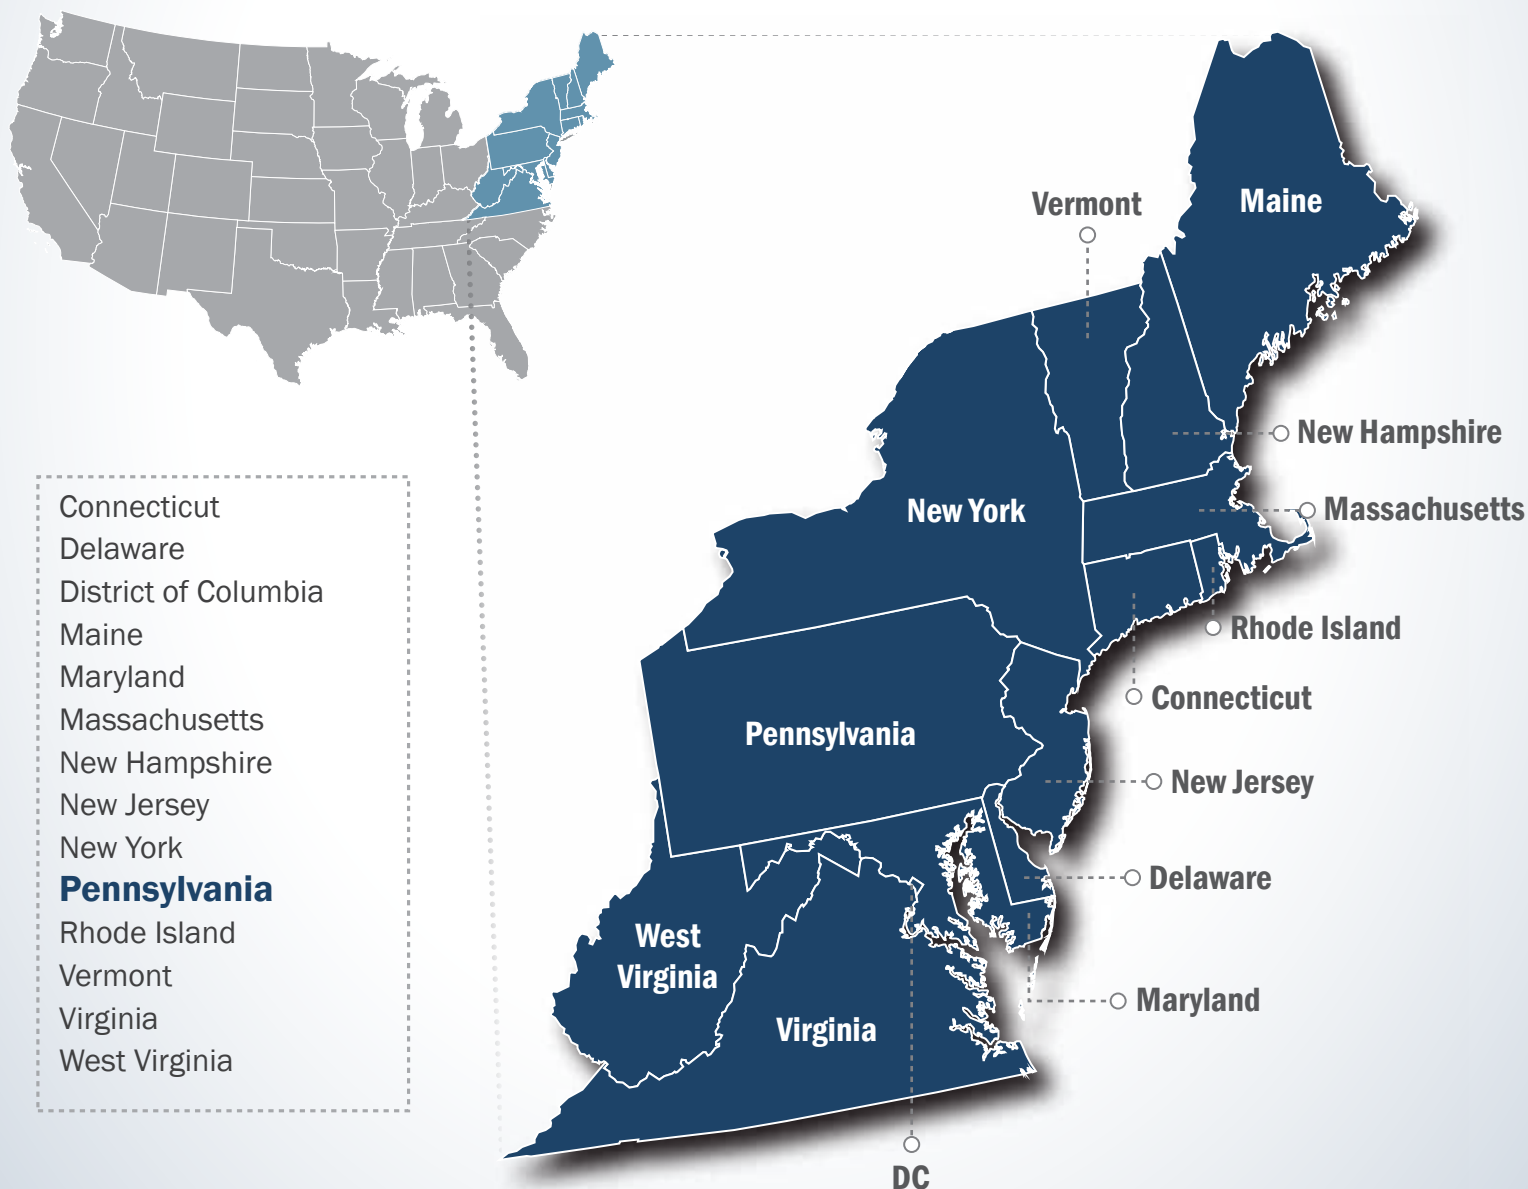 Connecticut
Delaware
District of Columbia
Maine
Maryland
Massachusetts
New Hampshire
New Jersey
New York
Pennsylvania
Rhode Island
Vermont
Virginia
West Virginia
Maine
Vermont
New Hampshire
New York
Massachusetts
Rhode Island
Connecticut
Pennsylvania
New Jersey
Delaware
West
Virginia
Maryland
Virginia
DC